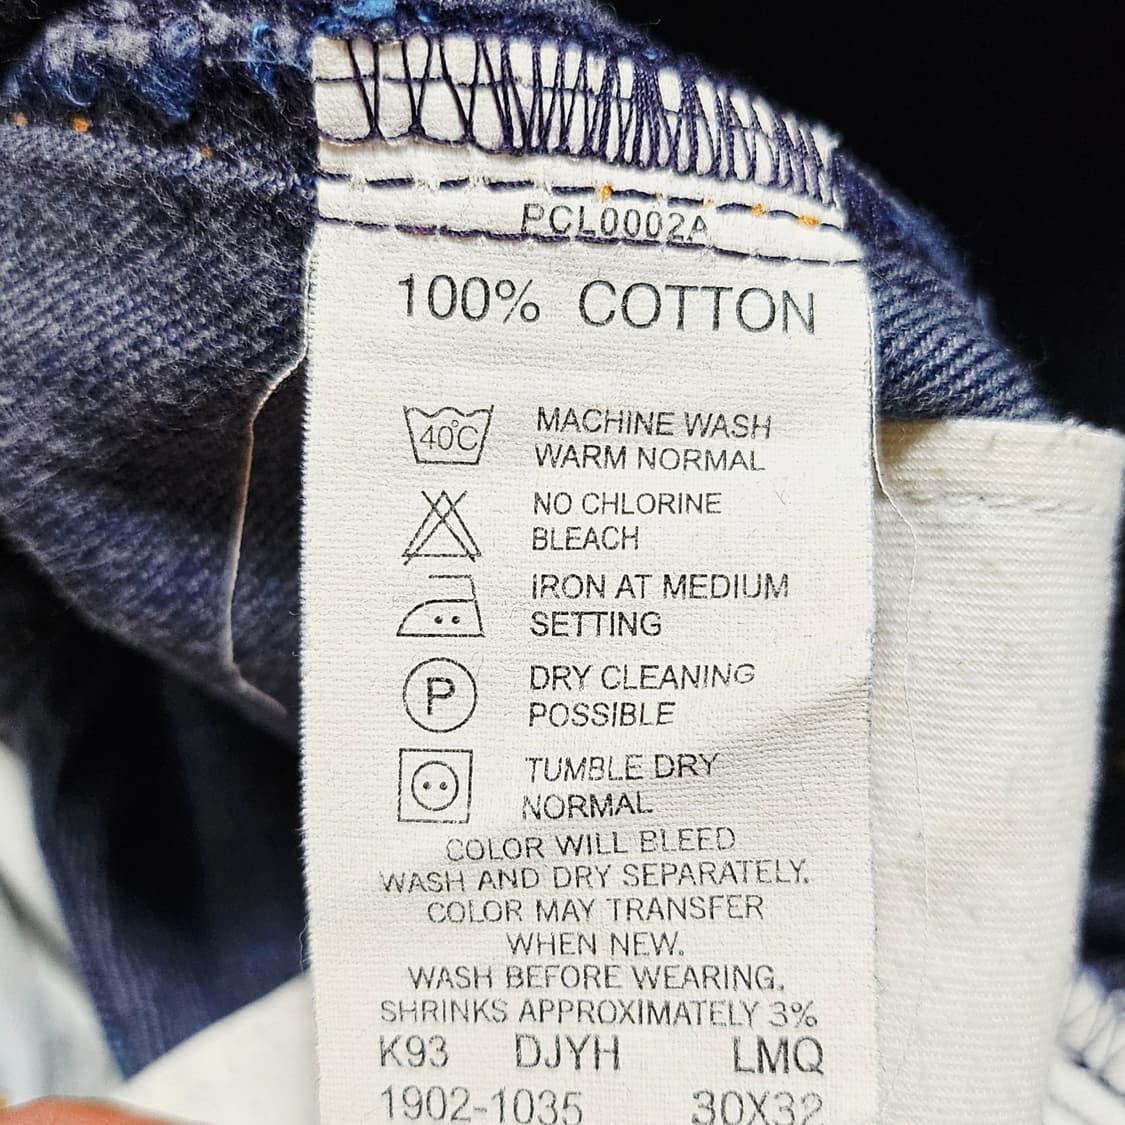 PCL0002A
100% COTTON
40°C
MACHINE WASH
WARM NORMAL
NO CHLORINE
BLEACH
IRON AT MEDIUM
SETTING
P
DRY CLEANING
POSSIBLE
TUMBLE DRY
NORMAL
COLOR WILL BLEED
WASH AND DRY SEPARATELY.
COLOR MAY TRANSFER
WHEN NEW.
WASH BEFORE WEARING.
SHRINKS APPROXIMATELY 3%
K93 DJYH LMQ
1902-1035 30X32